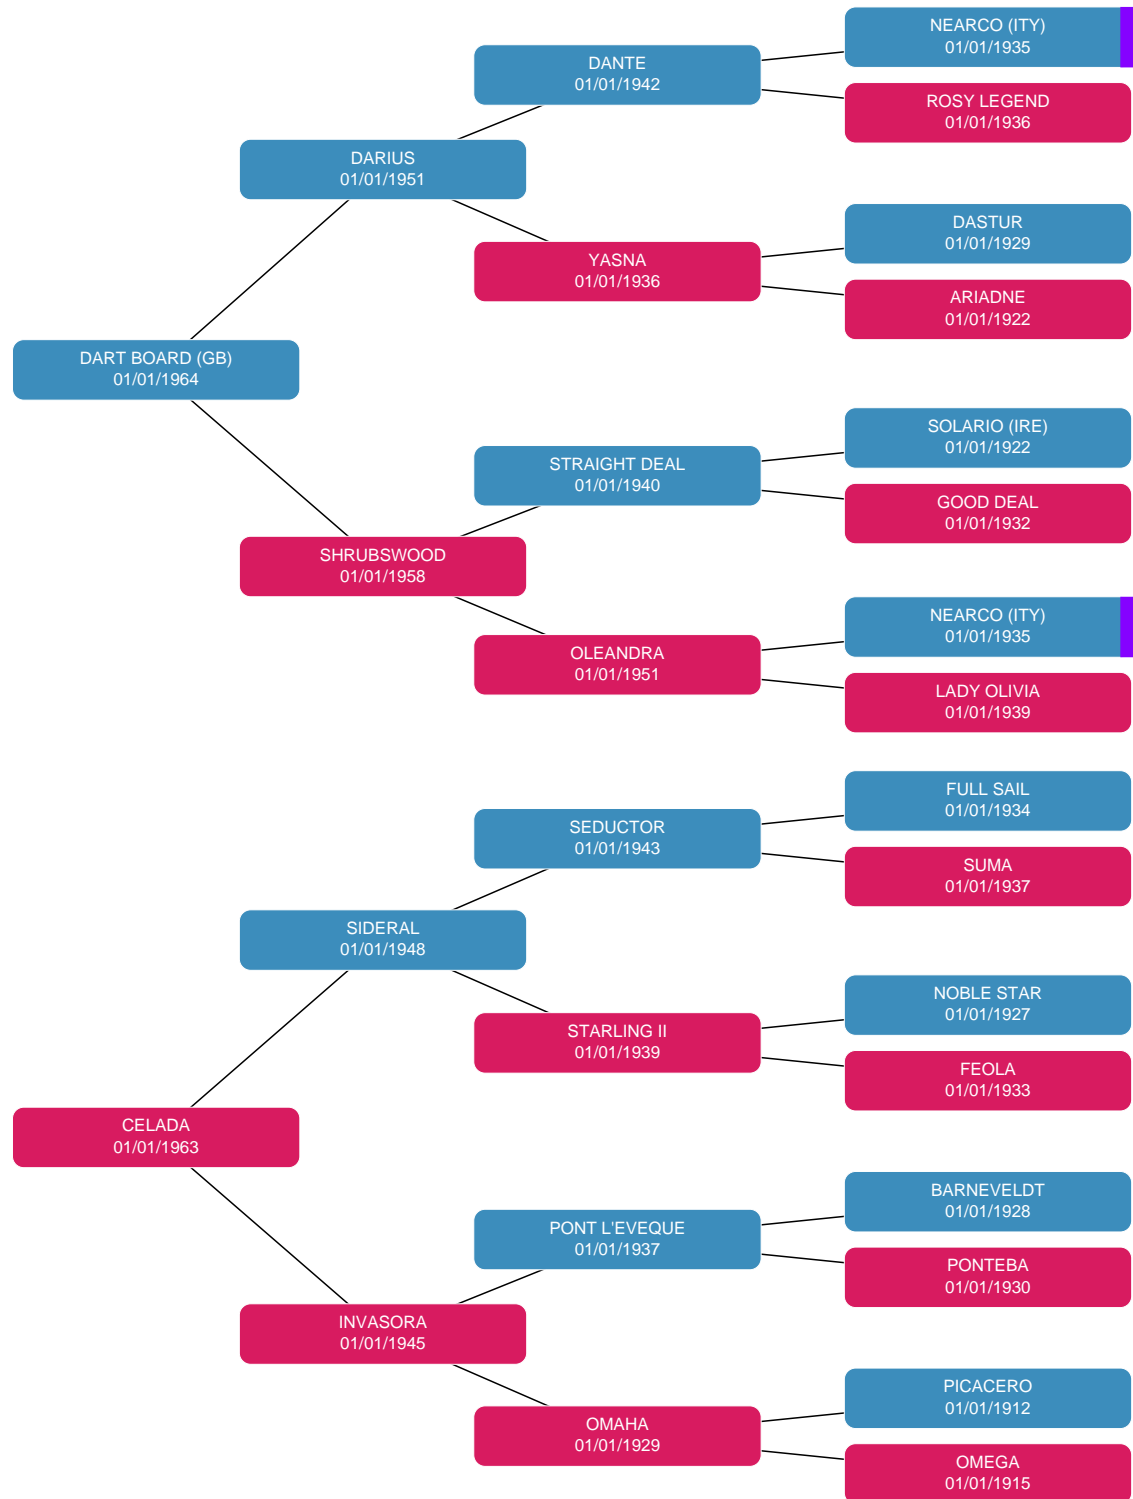 NEARCO (ITY)
01/01/1935
DANTE
01/01/1942
ROSY LEGEND
01/01/1936
DARIUS
01/01/1951
DASTUR
01/01/1929
YASNA
01/01/1936
ARIADNE
01/01/1922
DART BOARD (GB)
01/01/1964
SOLARIO (IRE)
01/01/1922
STRAIGHT DEAL
01/01/1940
GOOD DEAL
01/01/1932
SHRUBSWOOD
01/01/1958
NEARCO (ITY)
01/01/1935
OLEANDRA
01/01/1951
LADY OLIVIA
01/01/1939
FULL SAIL
01/01/1934
SEDUCTOR
01/01/1943
SUMA
01/01/1937
SIDERAL
01/01/1948
NOBLE STAR
01/01/1927
STARLING II
01/01/1939
FEOLA
01/01/1933
CELADA
01/01/1963
BARNEVELDT
01/01/1928
PONT L'EVEQUE
01/01/1937
PONTEBA
01/01/1930
INVASORA
01/01/1945
PICACERO
01/01/1912
OMAHA
01/01/1929
OMEGA
01/01/1915